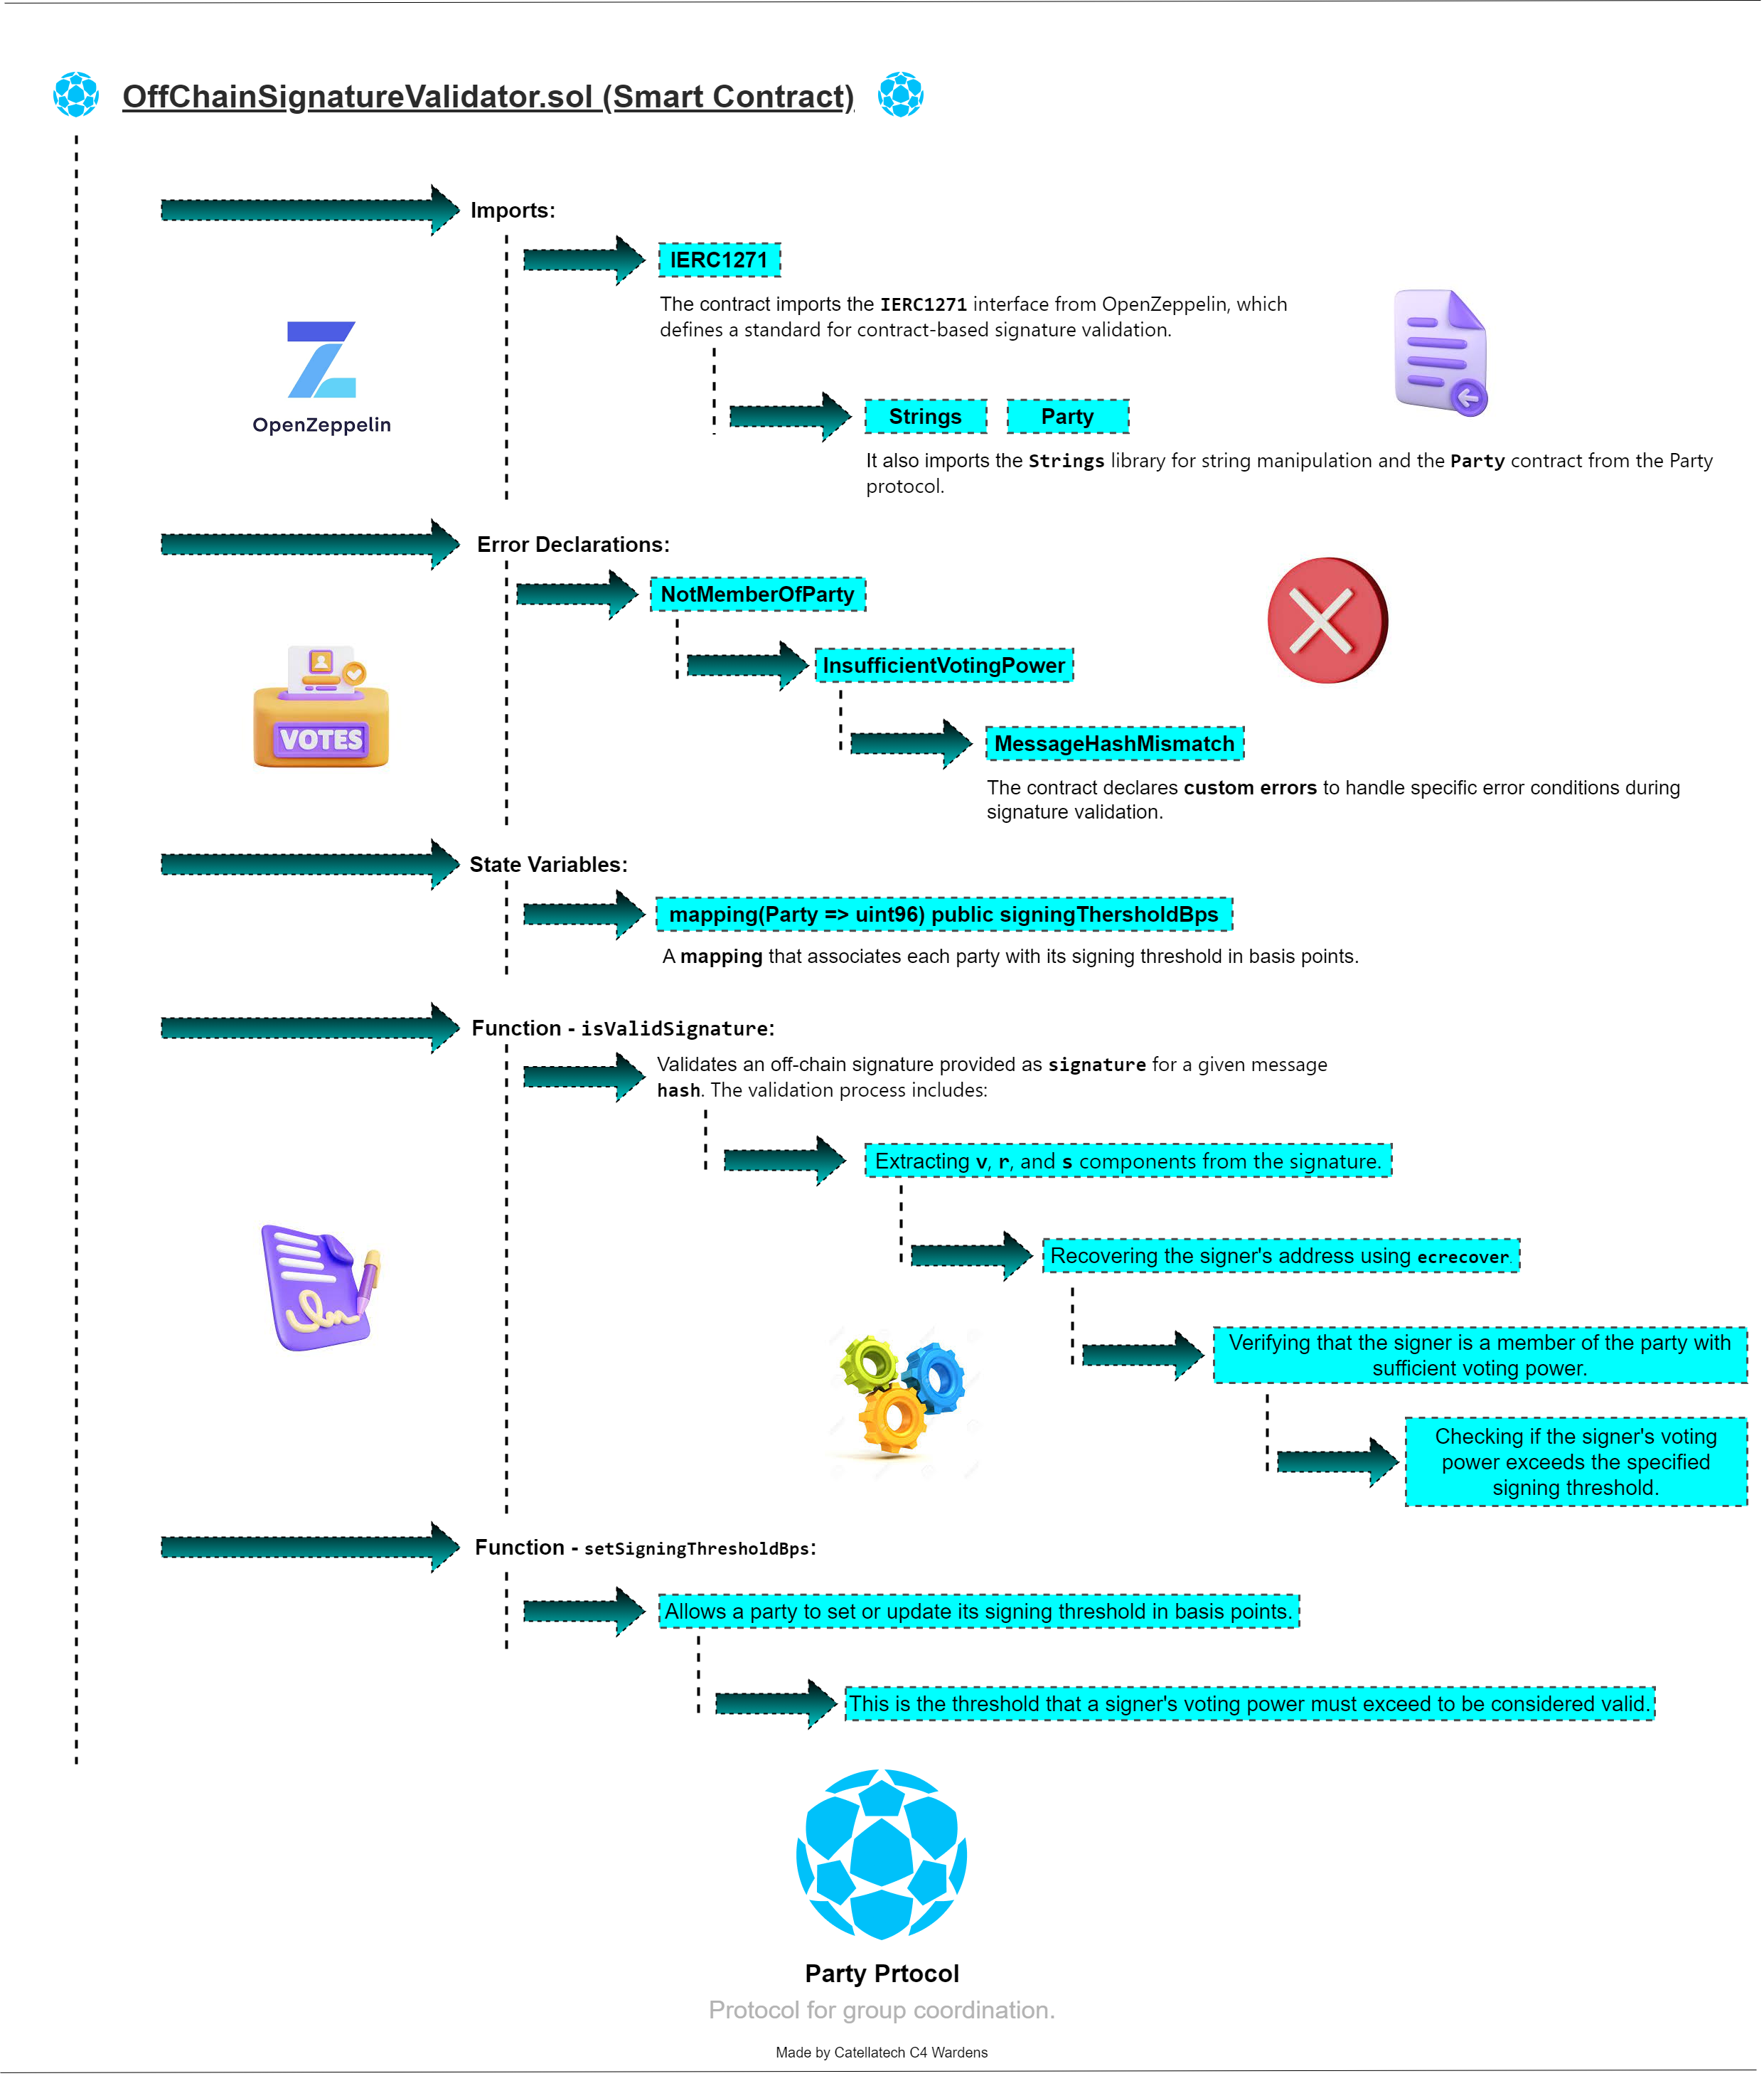 OffChainSignatureValidator.sol (Smart Contract)
Imports:
IERC1271
The contract imports the IERC1271 interface from OpenZeppelin, which
defines a standard for contract-based signature validation.
OpenZeppelin
Strings
Party
It also imports the Strings library for string manipulation and the Party contract from the Party
protocol.
Error Declarations:
NotMemberOfParty
InsufficientVotingPower
VOTES
MessageHashMismatch
The contract declares custom errors to handle specific error conditions during
signature validation.
State Variables:
mapping(Party => uint96) public signingThersholdBps
A mapping that associates each party with its signing threshold in basis points.
Function - isValidSignature:
Validates an off-chain signature provided as signature for a given message
hash. The validation process includes:
Extracting v, r, and s components from the signature.
Recovering the signer's address using ecrecover.
Verifying that the signer is a member of the party with
sufficient voting power.
Checking if the signer's voting
power exceeds the specified
signing threshold.
Function - setSigningThresholdBps:
Allows a party to set or update its signing threshold in basis points.
This is the threshold that a signer's voting power must exceed to be considered valid.
Party Prtocol
Protocol for group coordination.
Made by Catellatech C4 Wardens